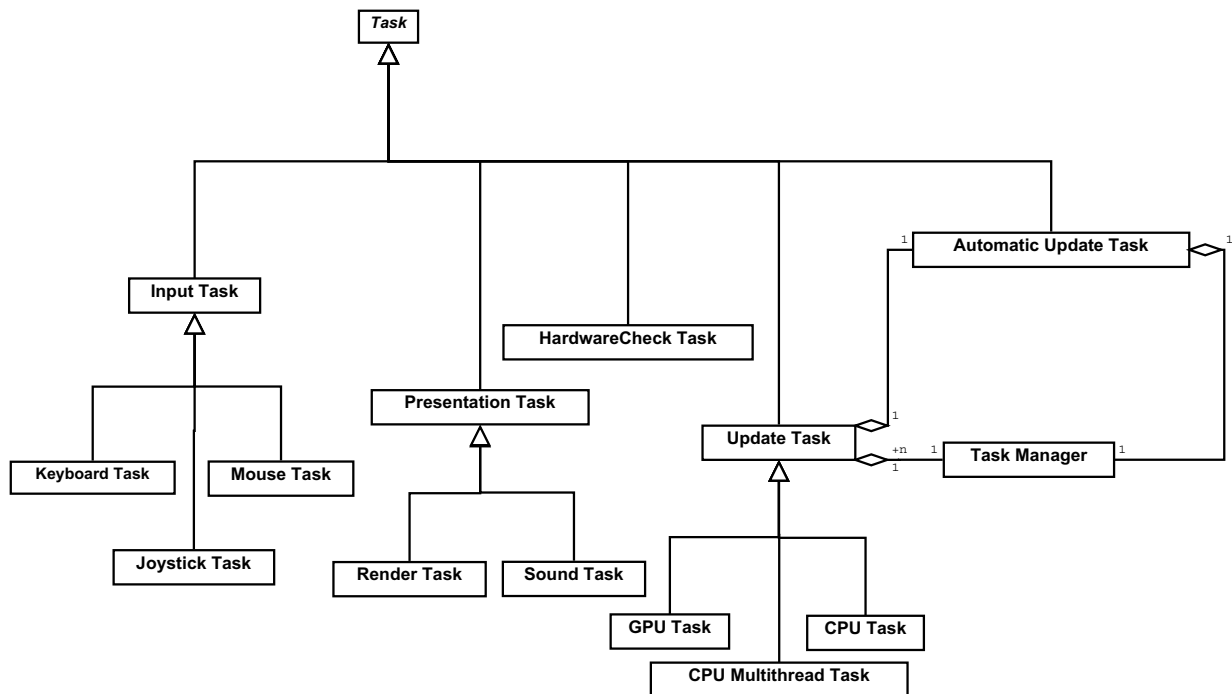 Task
1
Automatic Update Task
1
Input Task
HardwareCheck Task
Presentation Task
1
Update Task
+n
1
1
Task Manager
1
Keyboard Task
Mouse Task
Joystick Task
Render Task
Sound Task
GPU Task
CPU Task
CPU Multithread Task